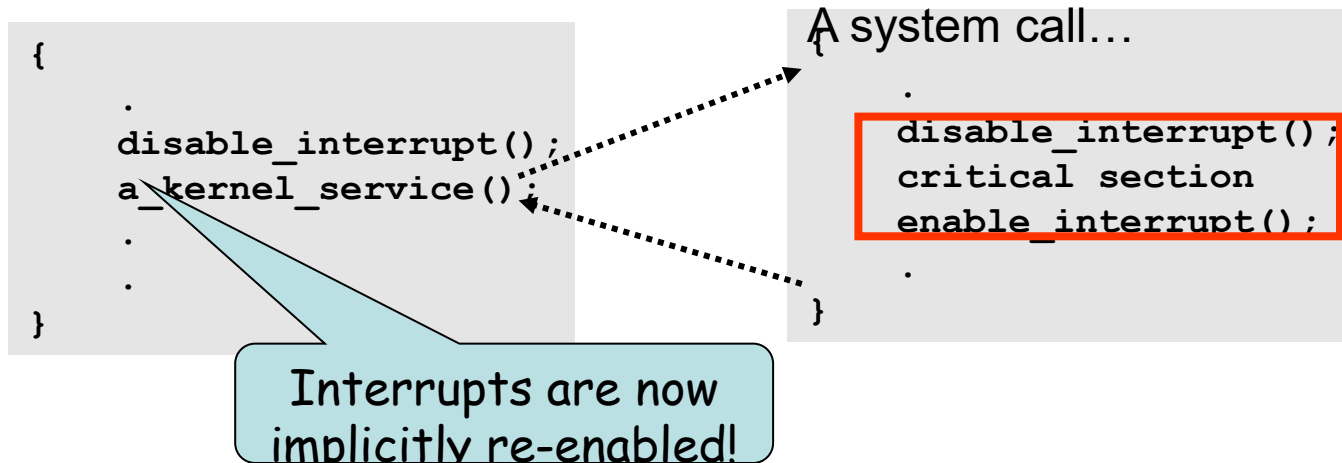 {
.
disable_interrupt();
a_kernel_service();
.
.
}
Interrupts are now
implicitly re-enabled!
A system call…
{
.
disable_interrupt();
critical section
enable_interrupt();
.
}